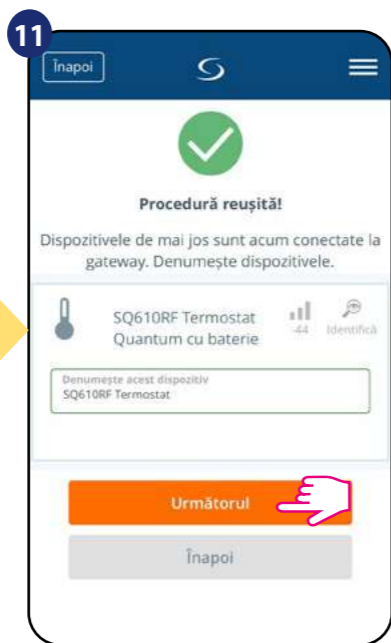 11
Înapoi
Procedură reușită!
Dispozitivele de mai jos sunt acum conectate la
gateway. Denumește dispozitivele.
SQ610RF Termostat
Quantum cu baterie
-44
Identifică
Denumește acest dispozitiv
SQ610RF Termostat
Următorul
Înapoi